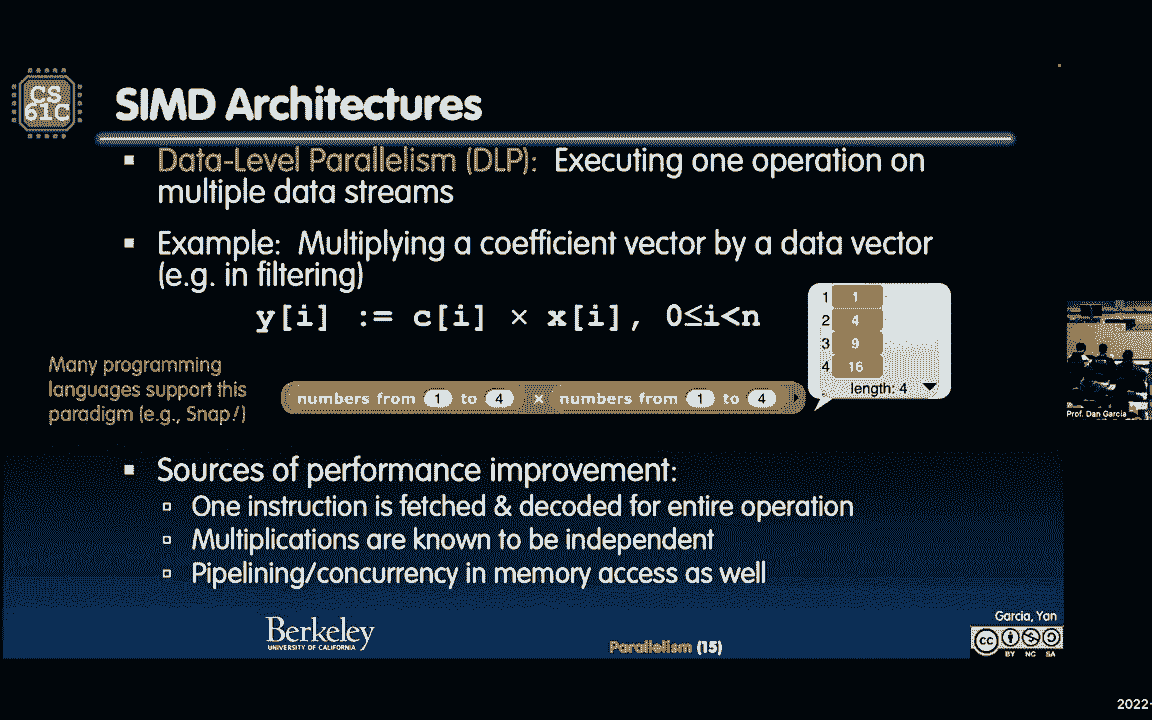 CS
61C
SIMD Architectures
Data-Level Parallelism (DLP): Executing one operation on
multiple data streams
Example: Multiplying a coefficient vector by a data vector
(e.g. in filtering)
y[i] := c[i] × x[i], 0≤i<n
1 1
2 4
3 9
4 16
length: 4
Many programming
languages support this
paradigm (e.g., Snap!)
numbers from 1 to 4 × numbers from 1 to 4
Prof. Dan Garcia
Sources of performance improvement:
One instruction is fetched & decoded for entire operation
Multiplications are known to be independent
Pipelining/concurrency in memory access as well
Berkeley
UNIVERSITY OF CALIFORNIA
Parallelism (15)
Garcia, Yan
cc
BY NC SA
2022-